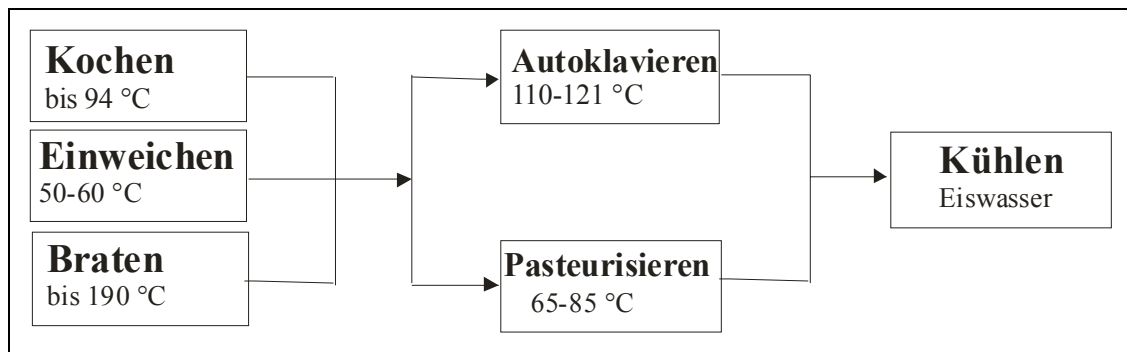 Kochen
bis 94 °C
Einweichen
50-60 °C
Braten
bis 190 °C
Autoklavieren
110-121 °C
Pasteurisieren
65-85 °C
Kühlen
Eiswasser